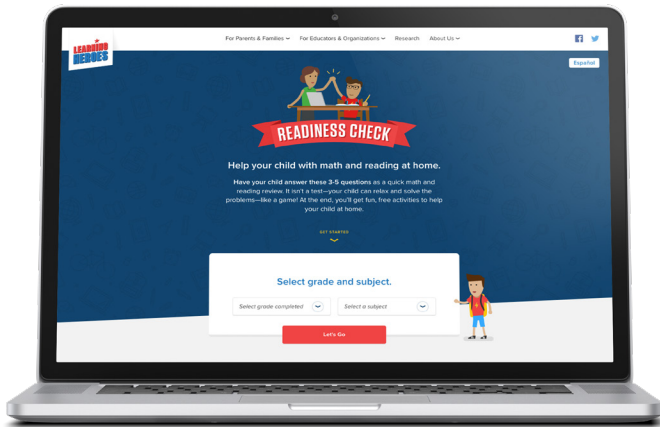 LEARNING
HEROES
For Parents & Families
For Educators & Organizations
Research
About Us
Español
READINESS CHECK
Help your child with math and reading at home.
Have your child answer these 3-5 questions as a quick math and
reading review. It isn't a test—your child can relax and solve the
problems—like a game! At the end, you'll get fun, free activities to help
your child at home.
GET STARTED
Select grade and subject.
Select grade completed
Select a subject
Let's Go